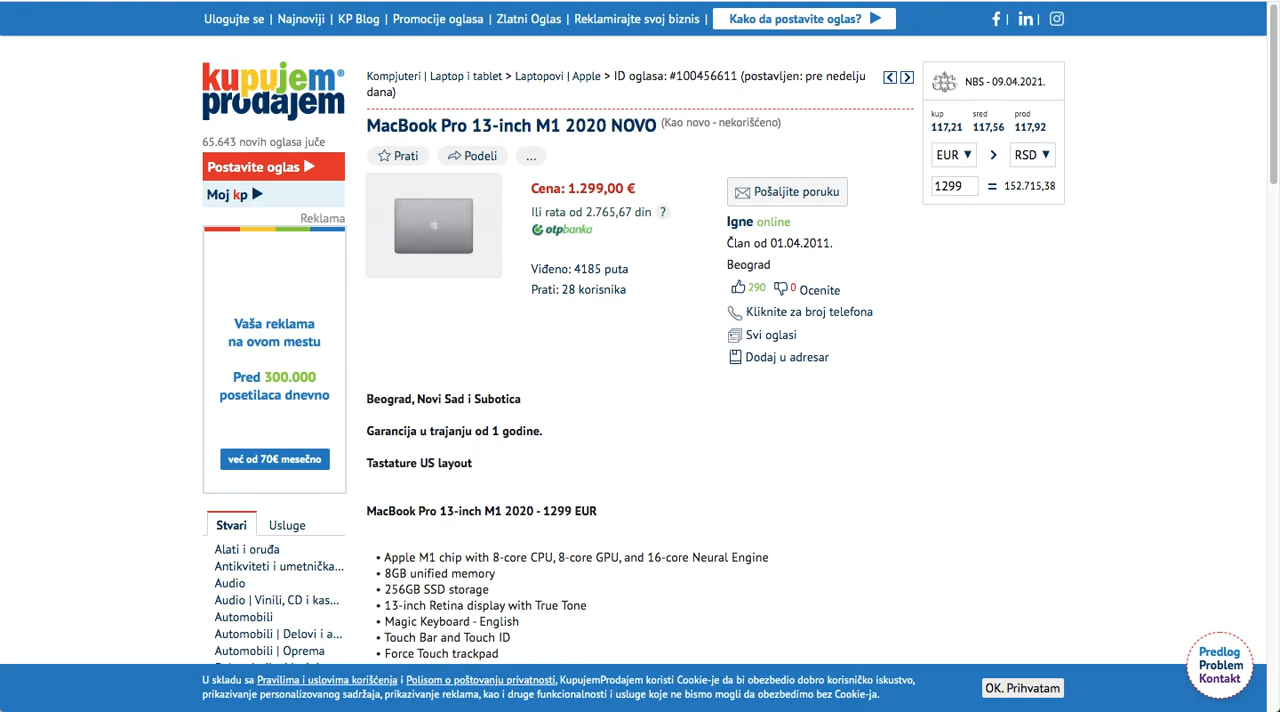 Ulogujte se | Najnoviji | KP Blog | Promocije oglasa | Zlatni Oglas | Reklamirajte svoj biznis | Kako da postavite oglas? ▶
kupujem®
prodajem
65.643 novih oglasa juče
Postavite oglas ▶
Moj kp ▶
Reklama
Vaša reklama
na ovom mestu
Pred 300.000
posetilaca dnevno
već od 70€ mesečno
Stvari Usluge
Alati i oruđa
Antikviteti i umetnička...
Audio
Audio | Vinili, CD i kas...
Automobili
Automobili | Delovi i a...
Automobili | Oprema
Kompjuteri | Laptop i tablet > Laptopovi | Apple > ID oglasa: #100456611 (postavljen: pre nedelju
dana)
MacBook Pro 13-inch M1 2020 NOVO (Kao novo - nekorišćeno)
Prati
Podeli
...
Cena: 1.299,00 €
Ili rata od 2.765,67 din ?
otpbanka
Viđeno: 4185 puta
Prati: 28 korisnika
Pošaljite poruku
Igne online
Član od 01.04.2011.
Beograd
290 0 Ocenite
Kliknite za broj telefona
Svi oglasi
Dodaj u adresar
NBS - 09.04.2021.
kup sred prod
117,21 117,56 117,92
EUR ▼ > RSD ▼
1299 = 152.715,38
Beograd, Novi Sad i Subotica
Garancija u trajanju od 1 godine.
Tastature US layout
MacBook Pro 13-inch M1 2020 - 1299 EUR
• Apple M1 chip with 8-core CPU, 8-core GPU, and 16-core Neural Engine
• 8GB unified memory
• 256GB SSD storage
• 13-inch Retina display with True Tone
• Magic Keyboard - English
• Touch Bar and Touch ID
• Force Touch trackpad
Predlog
Problem
Kontakt
U skladu sa Pravilima i uslovima korišćenja i Polisom o poštovanju privatnosti, KupujemProdajem koristi Cookie-je da bi obezbedio dobro korisničko iskustvo,
prikazivanje personalizovanog sadržaja, prikazivanje reklama, kao i druge funkcionalnosti i usluge koje ne bismo mogli da obezbedimo bez Cookie-ja.
OK. Prihvatam